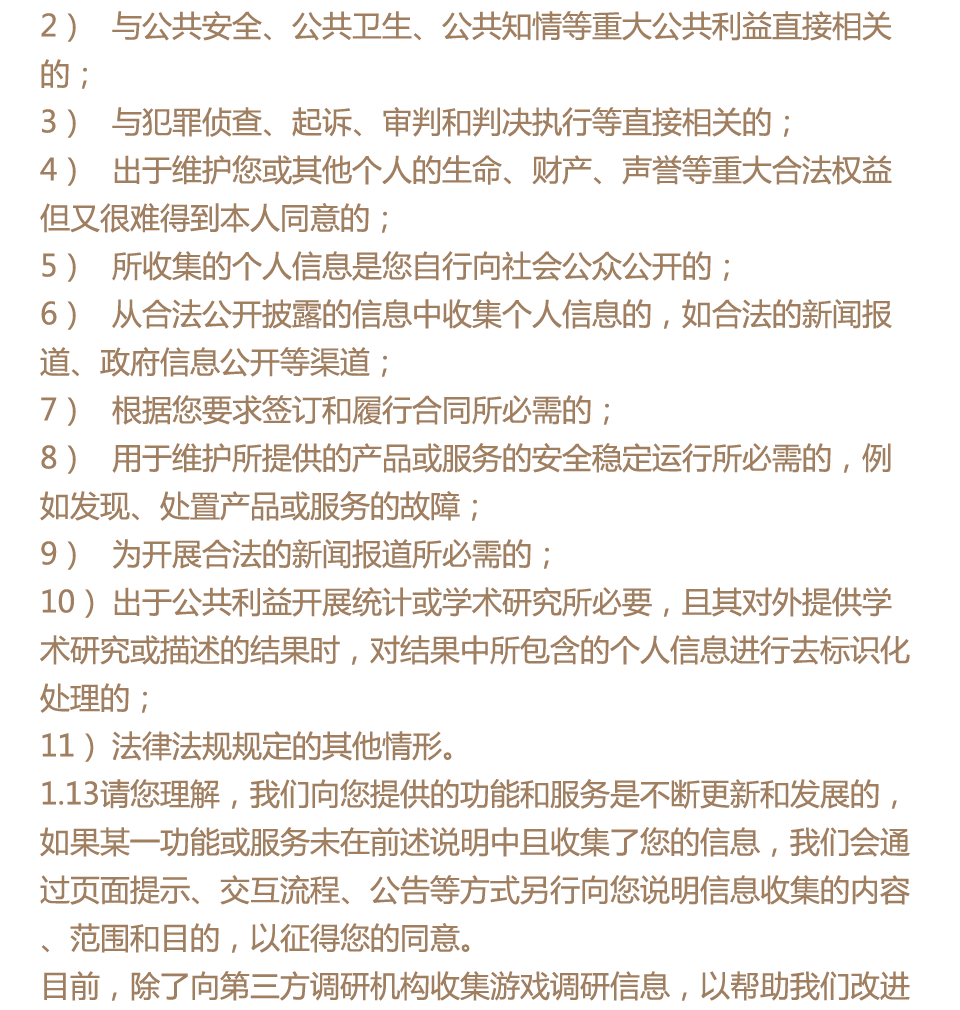 2） 与公共安全、公共卫生、公共知情等重大公共利益直接相关
的；
3） 与犯罪侦查、起诉、审判和判决执行等直接相关的；
4） 出于维护您或其他个人的生命、财产、声誉等重大合法权益
但又很难得到本人同意的；
5） 所收集的个人信息是您自行向社会公众公开的；
6） 从合法公开披露的信息中收集个人信息的，如合法的新闻报
道、政府信息公开等渠道；
7） 根据您要求签订和履行合同所必需的；
8） 用于维护所提供的产品或服务的安全稳定运行所必需的，例
如发现、处置产品或服务的故障；
9） 为开展合法的新闻报道所必需的；
10）出于公共利益开展统计或学术研究所必要，且其对外提供学
术研究或描述的结果时，对结果中所包含的个人信息进行去标识化
处理的；
11）法律法规规定的其他情形。
1.13请您理解，我们向您提供的功能和服务是不断更新和发展的，
如果某一功能或服务未在前述说明中且收集了您的信息，我们会通
过页面提示、交互流程、公告等方式另行向您说明信息收集的内容
、范围和目的，以征得您的同意。
目前，除了向第三方调研机构收集游戏调研信息，以帮助我们改进